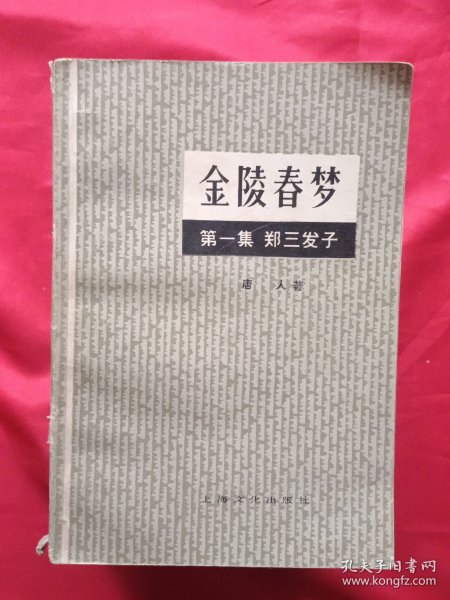 金陵春梦
第一集 郑三发子
唐 人 著
上海文化出版社
孔夫子旧书网
www.kongfz.com